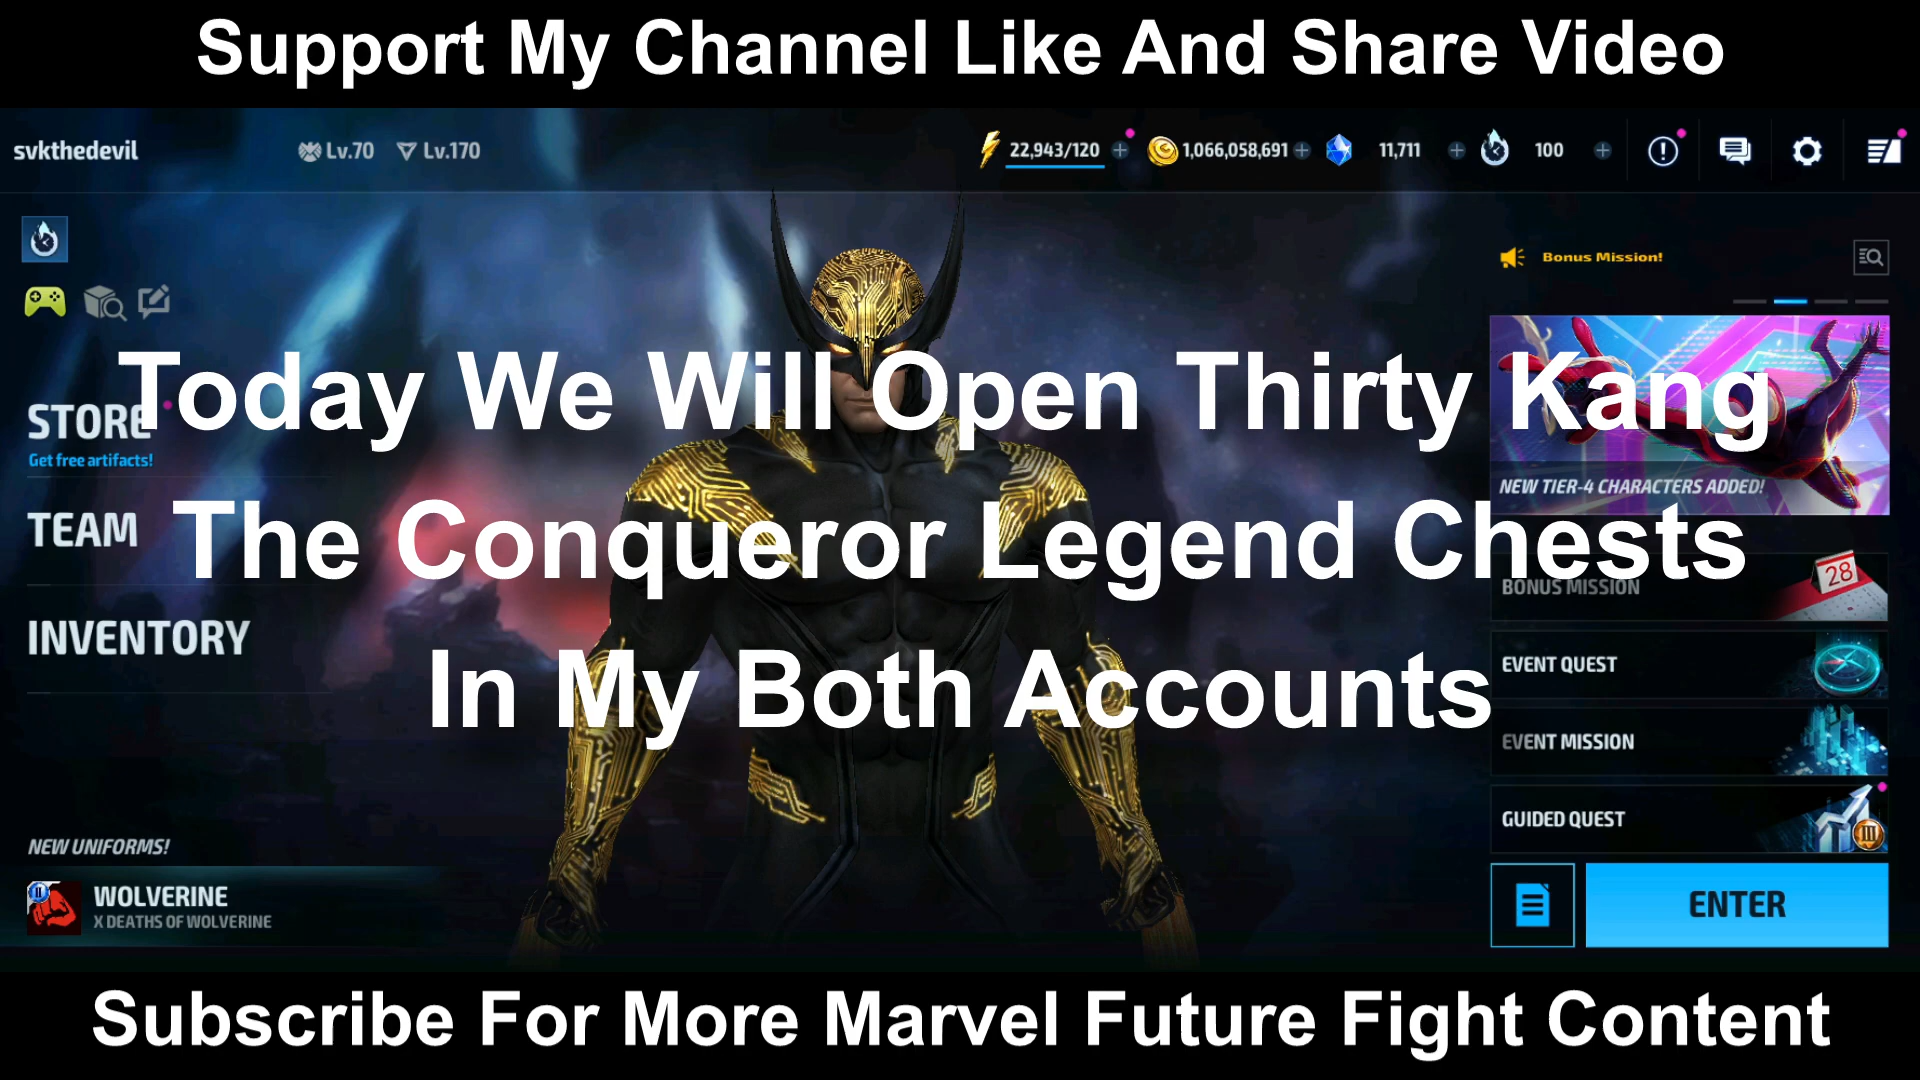 Support My Channel Like And Share Video
svkthedevil Lv.70 Lv.170 22,943/120 1,066,058,691 11,711 100
Bonus Mission!
Today We Will Open Thirty Kang
The Conqueror Legend Chests
In My Both Accounts
STORE
Get free artifacts!
TEAM
INVENTORY
NEW UNIFORMS!
II
WOLVERINE
X DEATHS OF WOLVERINE
NEW TIER-4 CHARACTERS ADDED!
BONUS MISSION
28
EVENT QUEST
EVENT MISSION
GUIDED QUEST
III
ENTER
Subscribe For More Marvel Future Fight Content